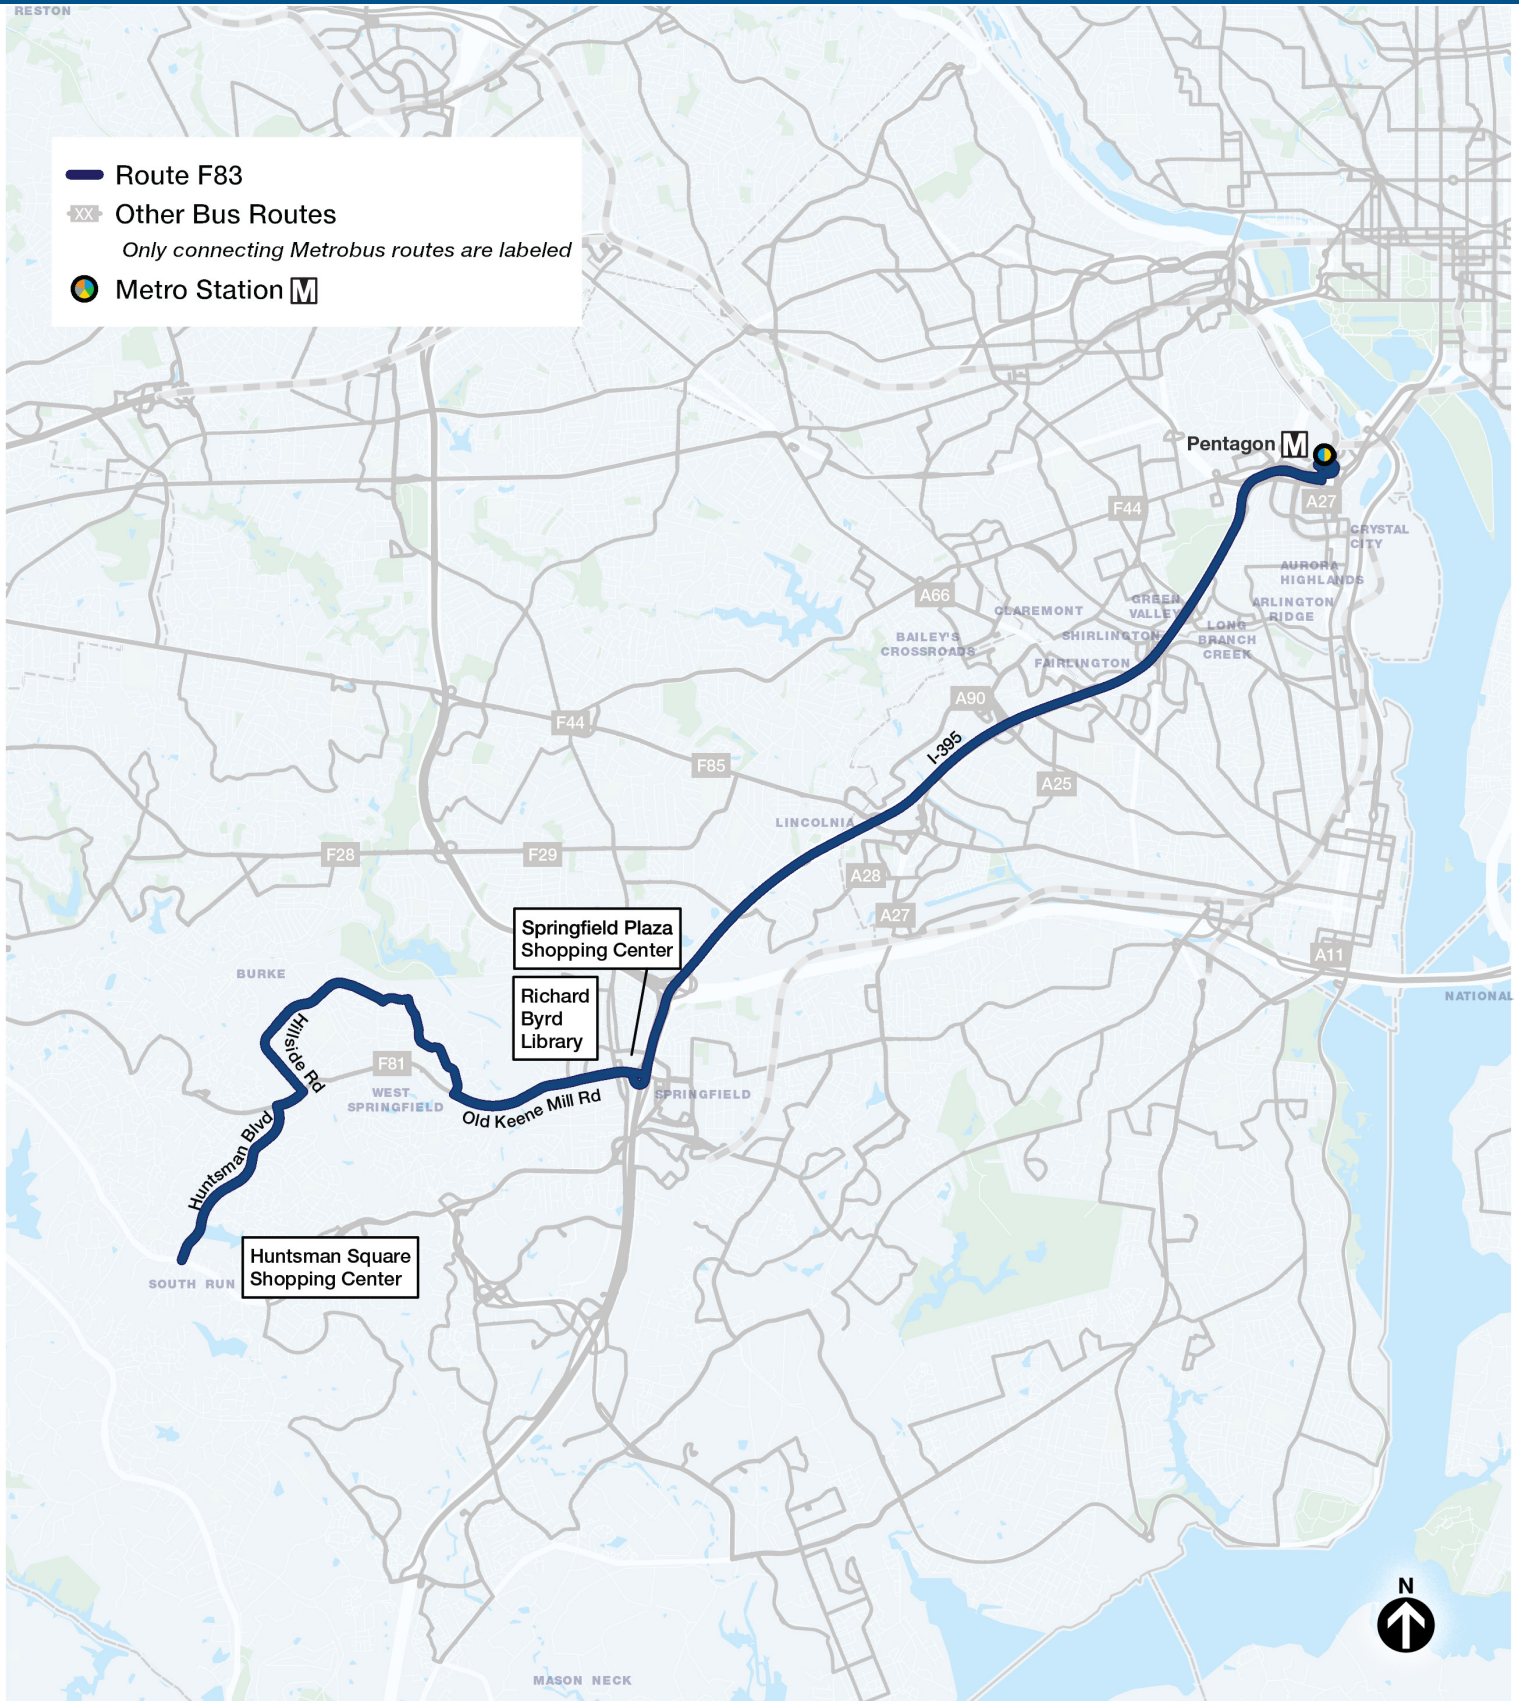 RESTON
Route F83
XX Other Bus Routes
Only connecting Metrobus routes are labeled
Metro Station M
Pentagon M
A27
F44
CRYSTAL
CITY
AURORA
HIGHLANDS
A66
GREEN
VALLEY
ARLINGTON
RIDGE
CLAREMONT
BAILEY'S
CROSSROADS
SHIRLINGTON
LONG
BRANCH
CREEK
FAIRLINGTON
A90
F44
I-395
F85
A25
LINCOLNIA
F28
F29
A28
A27
Springfield Plaza
Shopping Center
A11
BURKE
Richard
Byrd
Library
NATIONAL
Hillside Rd
F81
WEST
SPRINGFIELD
SPRINGFIELD
Old Keene Mill Rd
Huntsman Blvd
Huntsman Square
Shopping Center
SOUTH RUN
N
MASON NECK